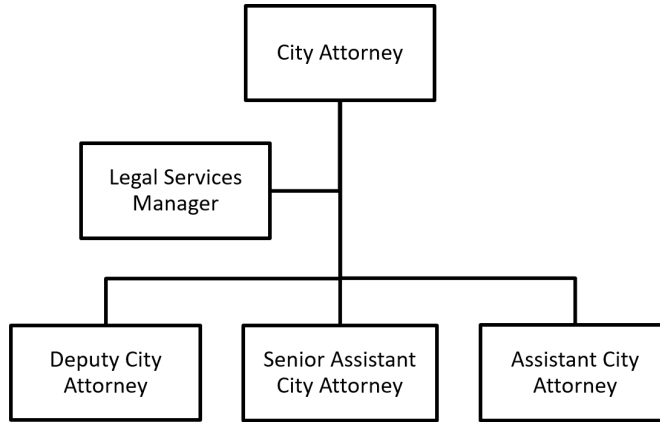 City Attorney
Legal Services
Manager
Deputy City
Attorney
Senior Assistant
City Attorney
Assistant City
Attorney